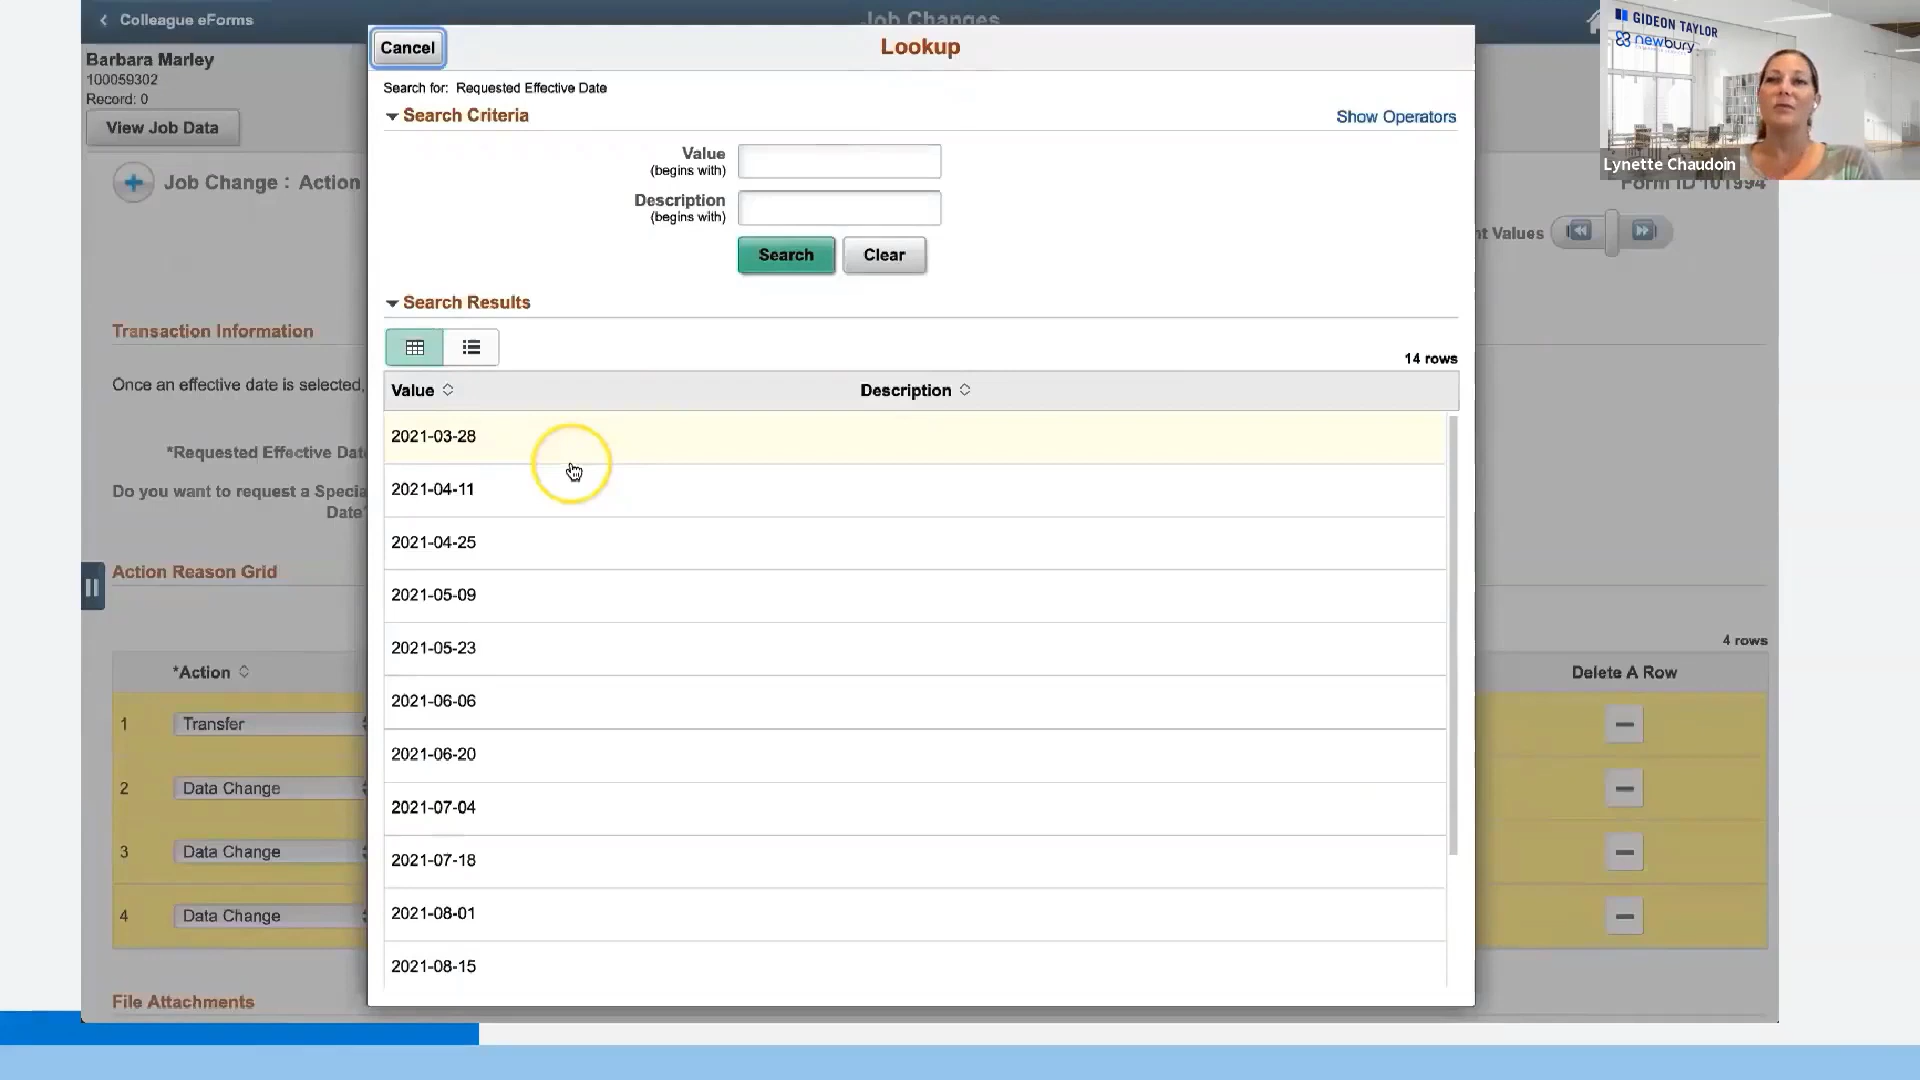 Colleague eForms
Job Changes
Barbara Marley
100059302
Record: 0
View Job Data
Job Change : Action
Form ID 101994
nt Values
Transaction Information
Once an effective date is selected,
*Requested Effective Dat
Do you want to request a Specia
Date
Action Reason Grid
4 rows
*Action
Delete A Row
1 Transfer
2 Data Change
3 Data Change
4 Data Change
File Attachments
Cancel
Lookup
Search for: Requested Effective Date
Search Criteria
Show Operators
Value
(begins with)
Description
(begins with)
Search Clear
Search Results
14 rows
Value Description
2021-03-28
2021-04-11
2021-04-25
2021-05-09
2021-05-23
2021-06-06
2021-06-20
2021-07-04
2021-07-18
2021-08-01
2021-08-15
GIDEON TAYLOR
newbury
Lynette Chaudoin